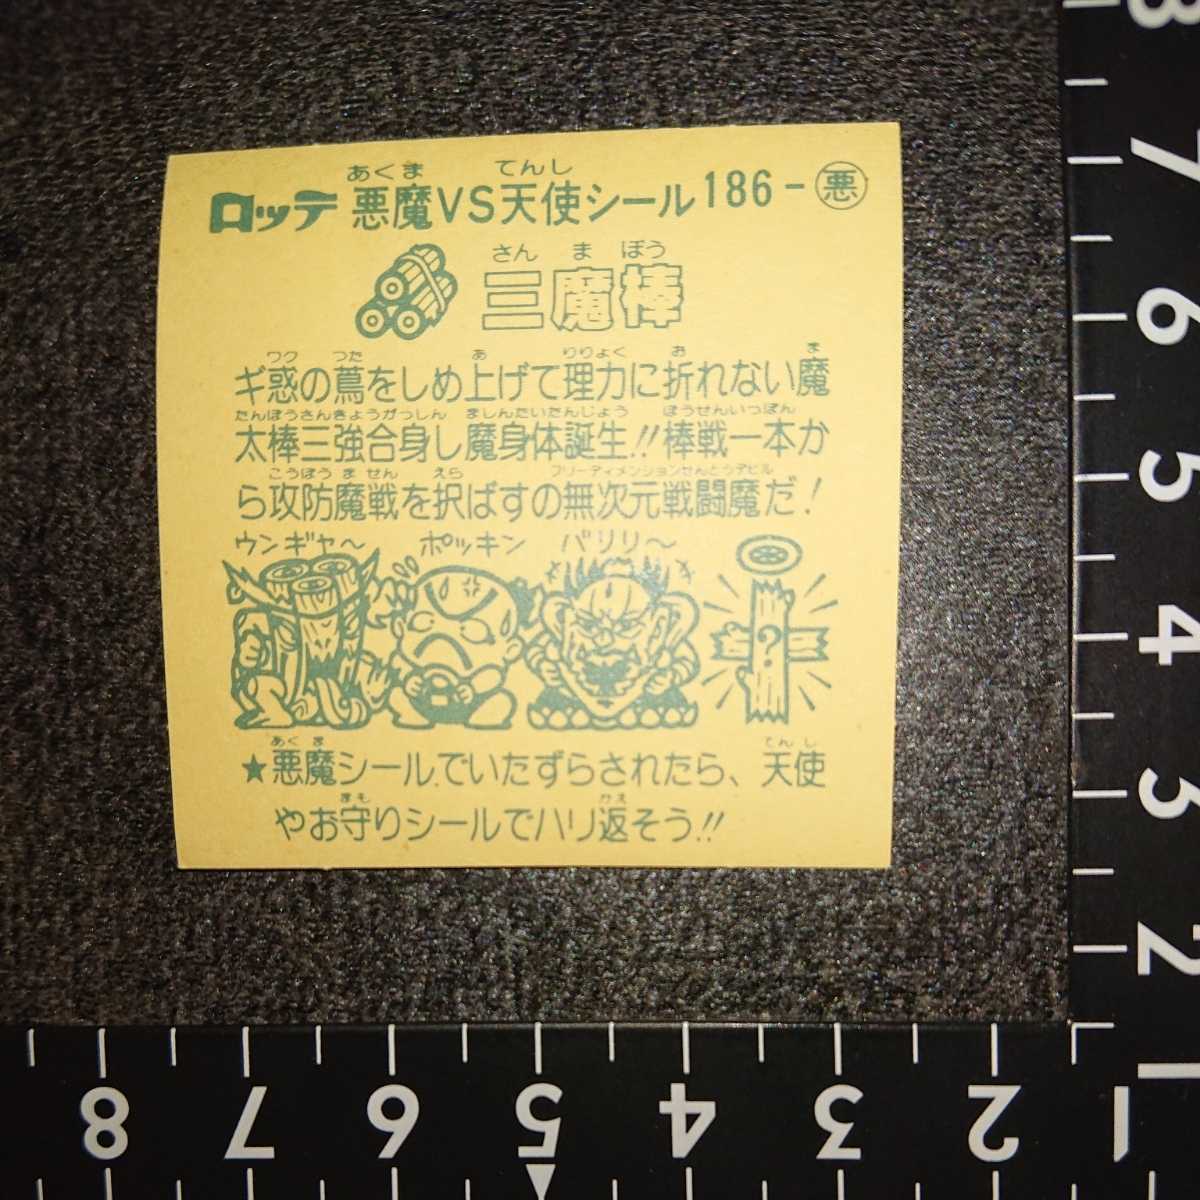 あくま てんし
ロッテ 悪魔VS天使シール186-悪
さん ま ぼう
三魔棒
ワク つた あ りりょく お ま
ギ惑の蔦をしめ上げて理力に折れない魔
たんぼうさんきょうがっしん ましんたいたんじょう ぼうせんいっぽん
太棒三強合身し魔身体誕生!!棒戦一本か
こうぼう ま せん えら フリーディメンションせんとうデビル
ら攻防魔戦を択ばすの無次元戦闘魔だ!
ウンギャ〜 ポッキン バリリ〜
?
あく ま てん し
★悪魔シールでいたずらされたら、天使
まも かえ
やお守りシールでハリ返そう!!
8
7
6
5
4
3
2
1
8 7 6 5 4 3 2 1